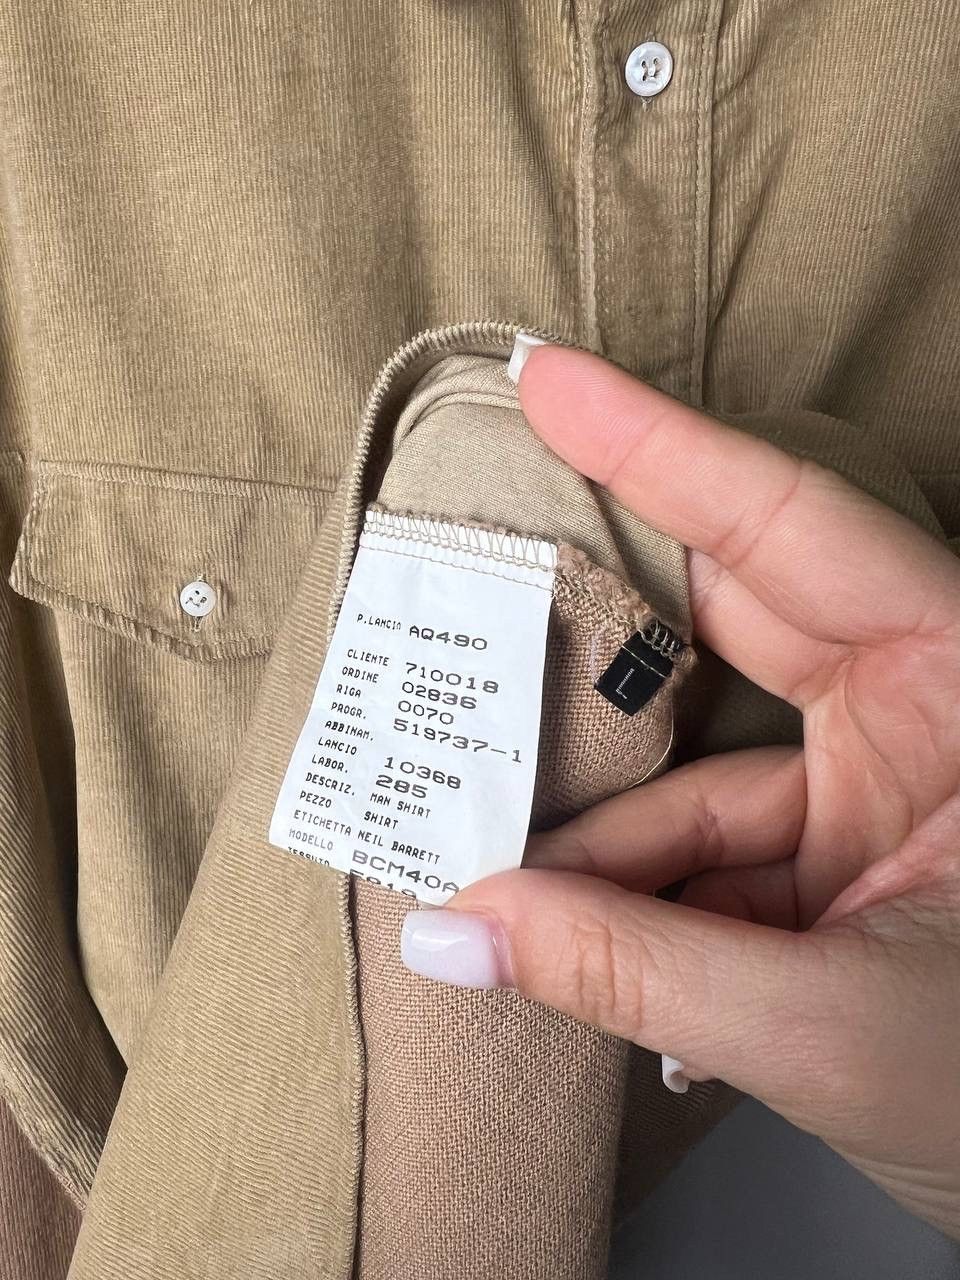 P.LANCIO AQ490
CLIENTE 710018
ORDINE 02836
RIGA 0070
PROGR. 519737-1
ABBINAM.
LANCIO 10368
LABOR. 285
DESCRIZ. MAN SHIRT
PEZZO SHIRT
ETICHETTA NEIL BARRETT
MODELLO BCM40A
TESSUTO